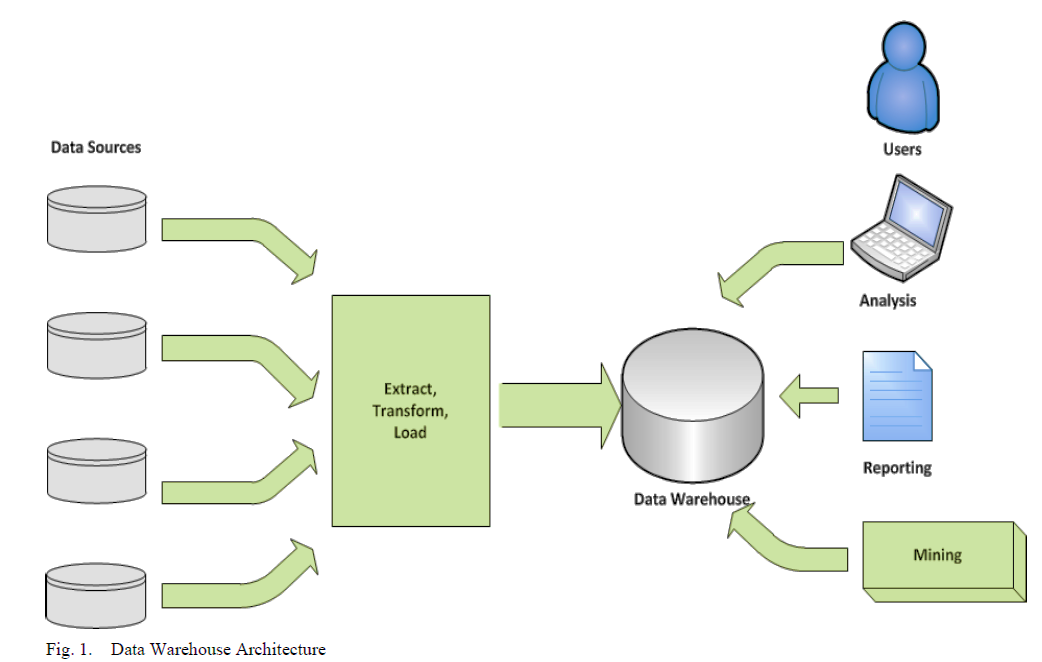 Users
Data Sources
Analysis
Extract,
Transform,
Load
Reporting
Data Warehouse
Mining
Fig. 1. Data Warehouse Architecture